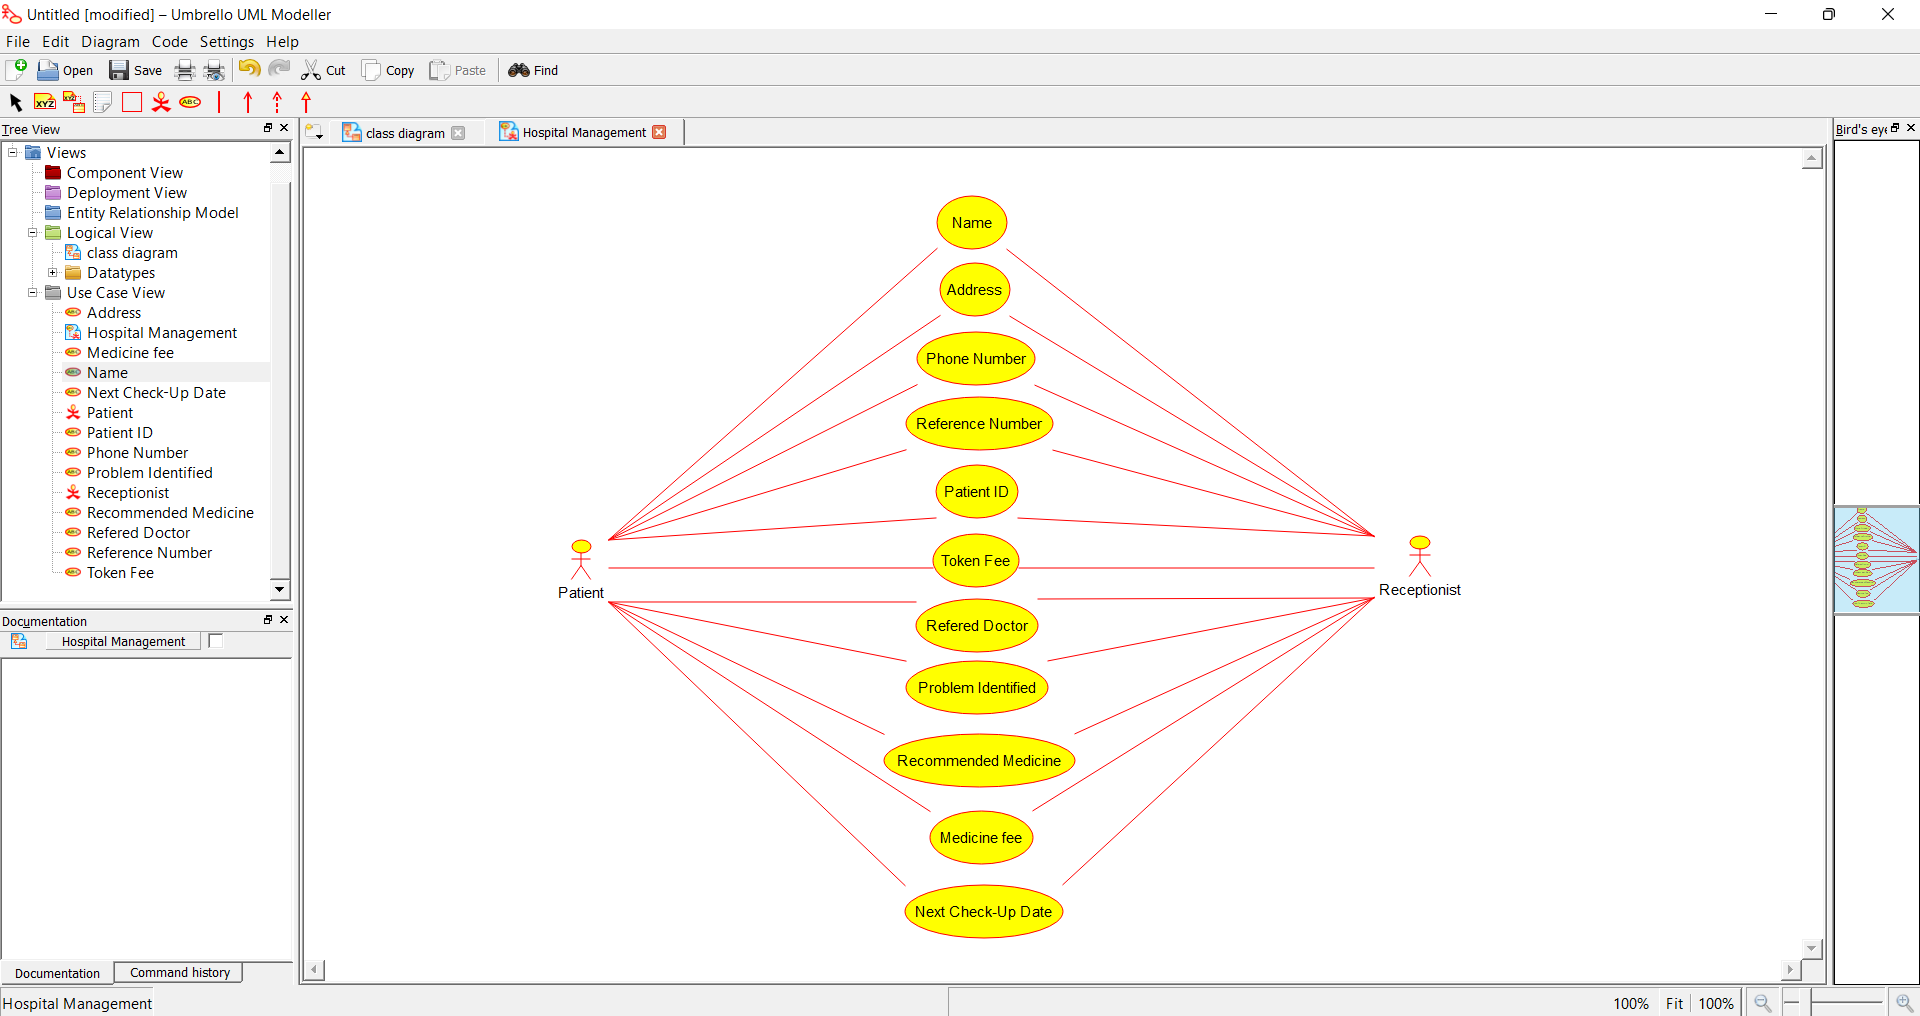 Untitled [modified] – Umbrello UML Modeller
File Edit Diagram Code Settings Help
Open Save Cut Copy Paste Find
XYZ XYZ ABC
Tree View
class diagram
Hospital Management
Bird's eye
Views
Component View
Deployment View
Entity Relationship Model
Logical View
class diagram
Datatypes
Use Case View
Address
Hospital Management
Medicine fee
Name
Next Check-Up Date
Patient
Patient ID
Phone Number
Problem Identified
Receptionist
Recommended Medicine
Refered Doctor
Reference Number
Token Fee
Name
Address
Phone Number
Reference Number
Patient ID
Token Fee
Refered Doctor
Problem Identified
Recommended Medicine
Medicine fee
Next Check-Up Date
Patient
Receptionist
Documentation
Hospital Management
Documentation Command history
Hospital Management
100% Fit 100%